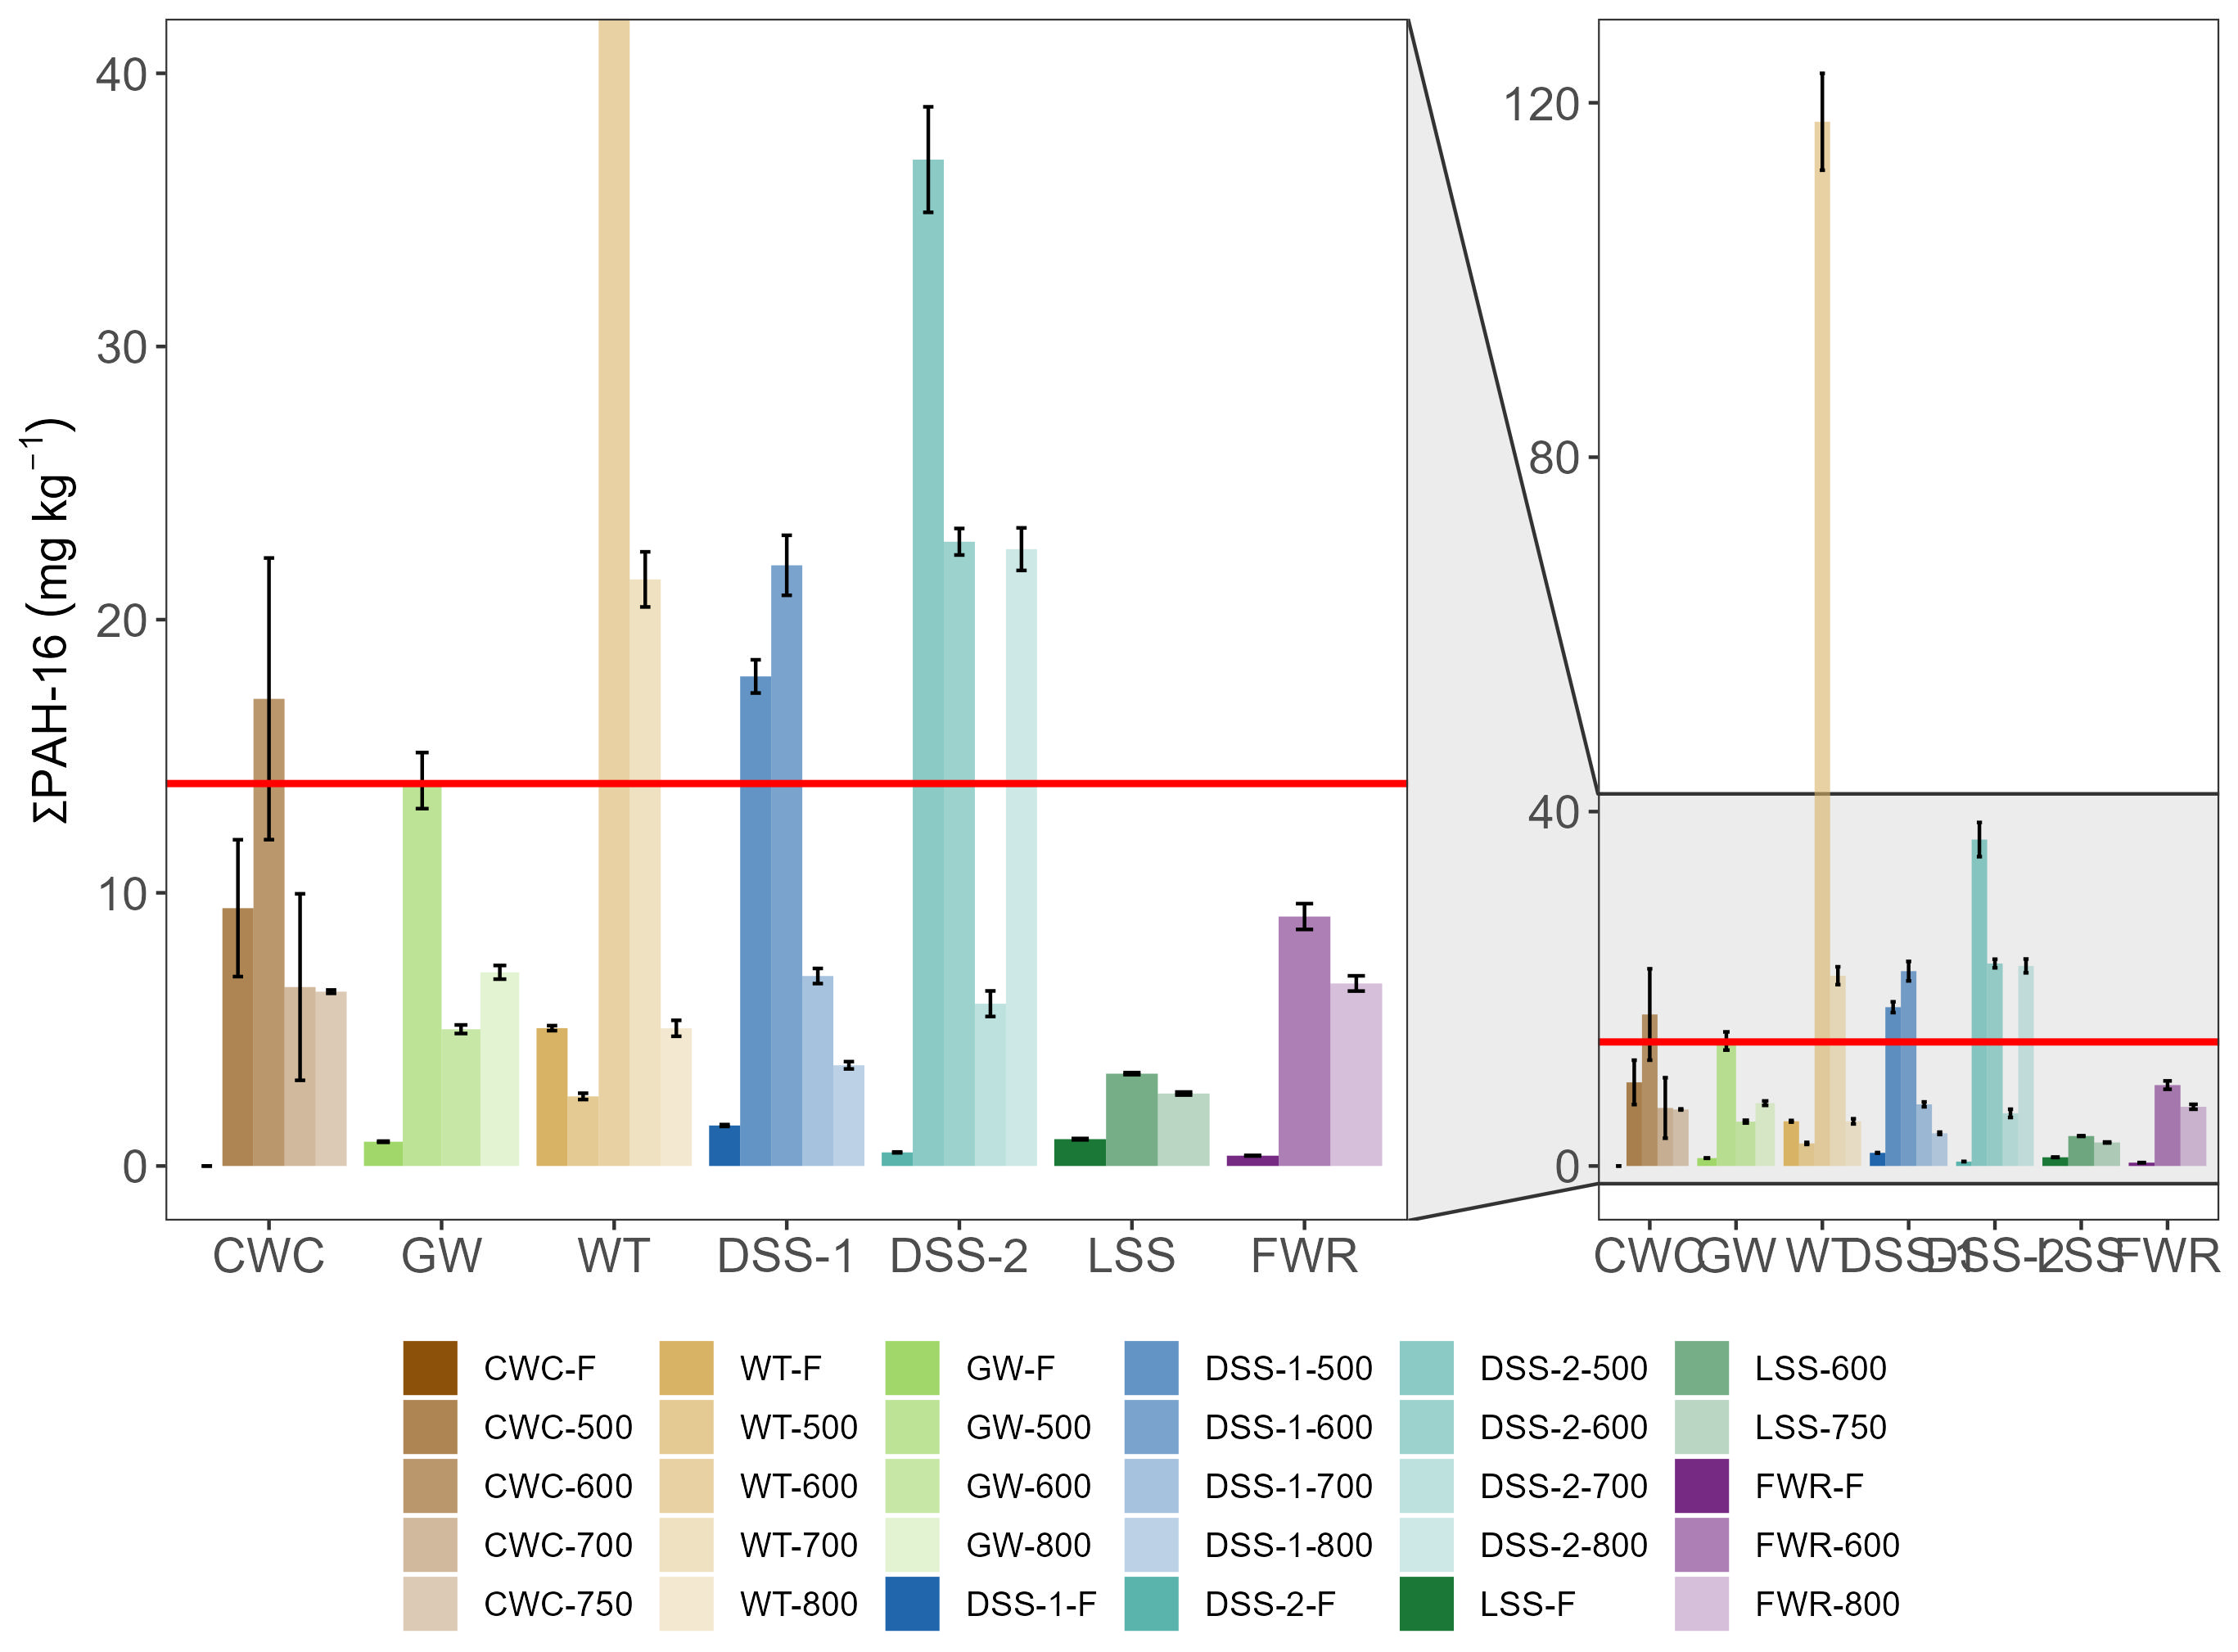 ΣPAH-16 (mg kg⁻¹)
40
30
20
10
0
CWC GW WT DSS-1 DSS-2 LSS FWR
120
80
40
0
CWC GW WT DSS-1 DSS-2 LSS FWR
CWC-F WT-F GW-F DSS-1-500 DSS-2-500 LSS-600
CWC-500 WT-500 GW-500 DSS-1-600 DSS-2-600 LSS-750
CWC-600 WT-600 GW-600 DSS-1-700 DSS-2-700 FWR-F
CWC-700 WT-700 GW-800 DSS-1-800 DSS-2-800 FWR-600
CWC-750 WT-800 DSS-1-F DSS-2-F LSS-F FWR-800